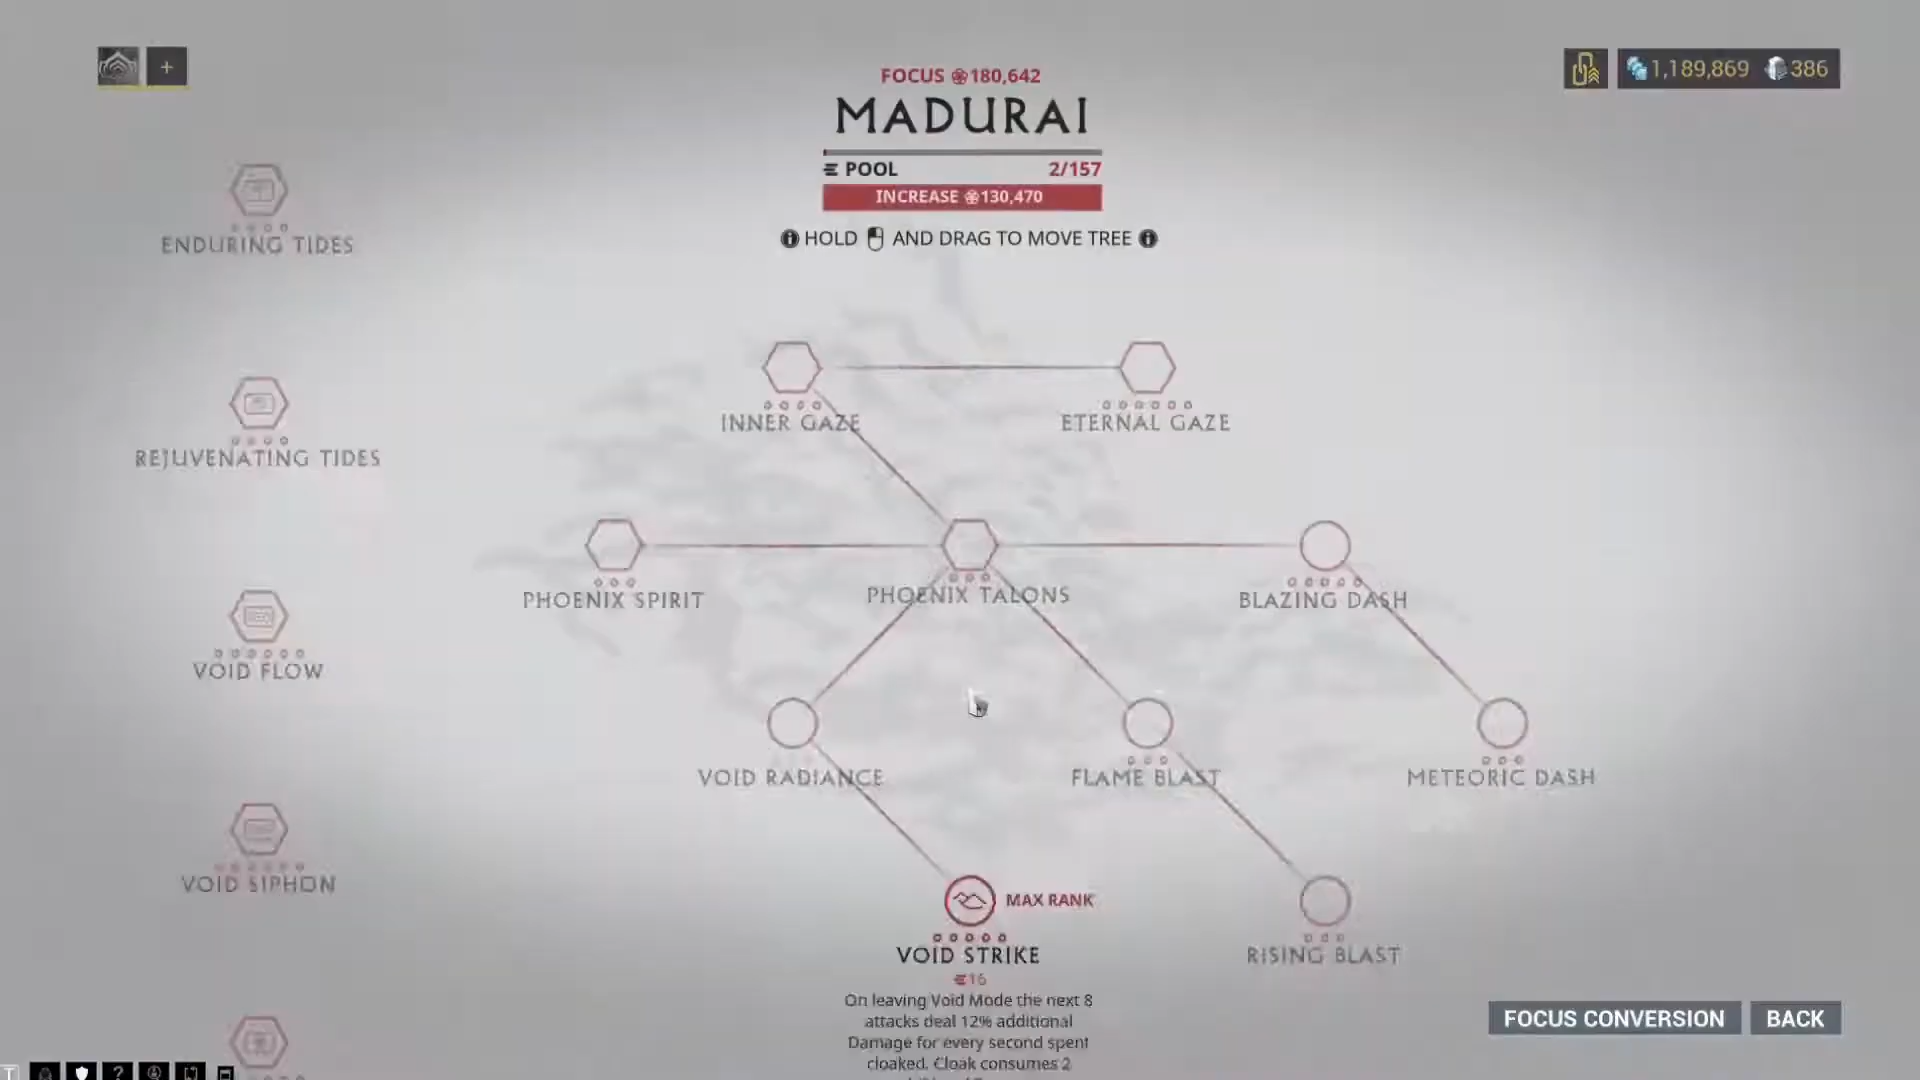 FOCUS 180,642
MADURAI
POOL 2/157
INCREASE 130,470
HOLD AND DRAG TO MOVE TREE
1,189,869 386
ENDURING TIDES
REJUVENATING TIDES
VOID FLOW
VOID SIPHON
INNER GAZE
ETERNAL GAZE
PHOENIX SPIRIT
PHOENIX TALONS
BLAZING DASH
VOID RADIANCE
FLAME BLAST
METEORIC DASH
MAX RANK
VOID STRIKE
16
On leaving Void Mode the next 8
attacks deal 12% additional
Damage for every second spent
cloaked. Cloak consumes 2
RISING BLAST
FOCUS CONVERSION
BACK